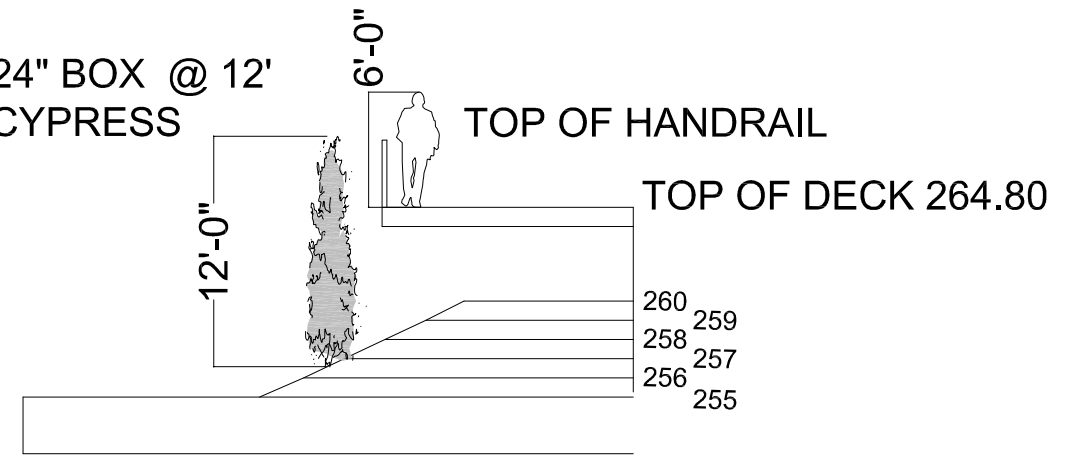 24" BOX @ 12'
CYPRESS
6'-0"
TOP OF HANDRAIL
12'-0"
TOP OF DECK 264.80
260
259
258
257
256
255